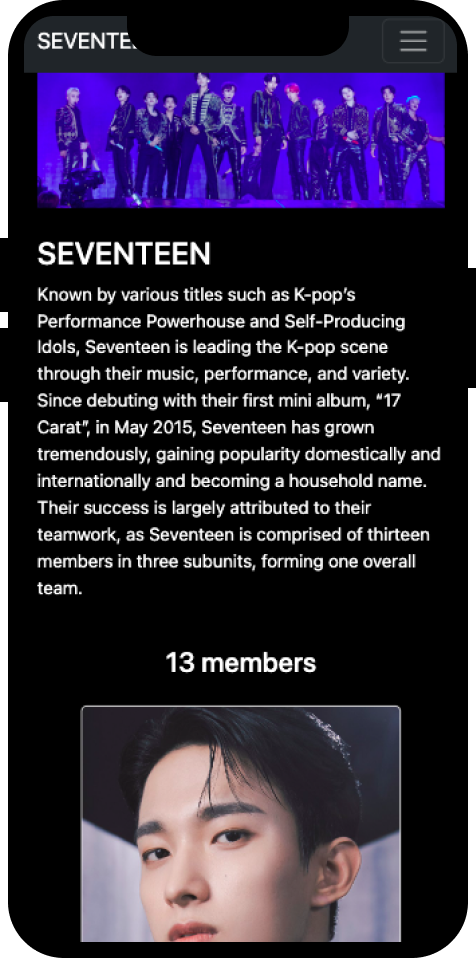 SEVENTE
SEVENTEEN
Known by various titles such as K-pop's
Performance Powerhouse and Self-Producing
Idols, Seventeen is leading the K-pop scene
through their music, performance, and variety.
Since debuting with their first mini album, “17
Carat”, in May 2015, Seventeen has grown
tremendously, gaining popularity domestically and
internationally and becoming a household name.
Their success is largely attributed to their
teamwork, as Seventeen is comprised of thirteen
members in three subunits, forming one overall
team.
13 members